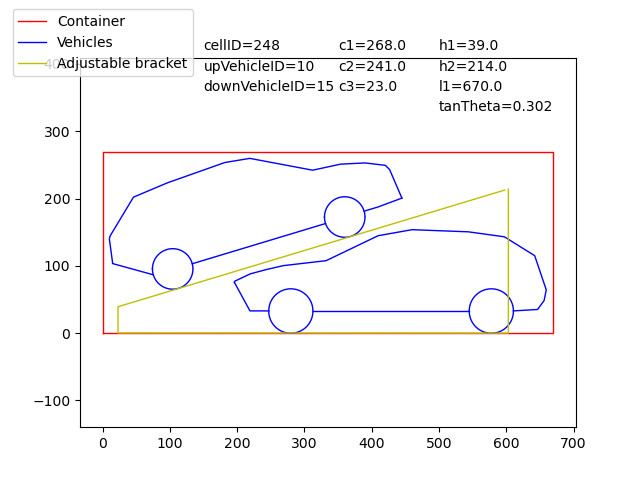 Container
Vehicles
Adjustable bracket
cellID=248 c1=268.0 h1=39.0
upVehicleID=10 c2=241.0 h2=214.0
downVehicleID=15 c3=23.0 l1=670.0
tanTheta=0.302
400
300
200
100
0
−100
0 100 200 300 400 500 600 700